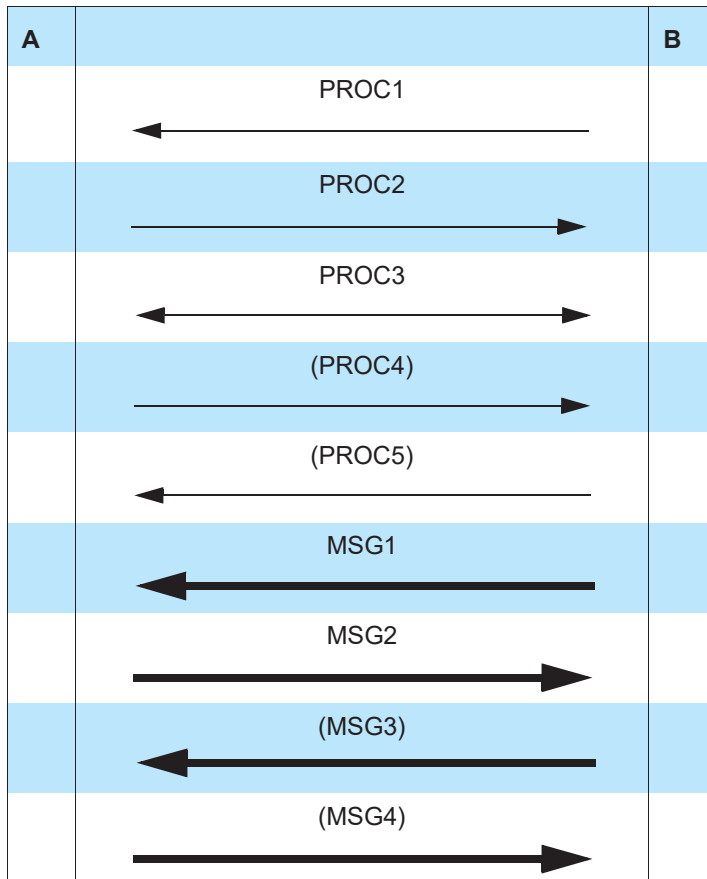 A B
PROC1
PROC2
PROC3
(PROC4)
(PROC5)
MSG1
MSG2
(MSG3)
(MSG4)